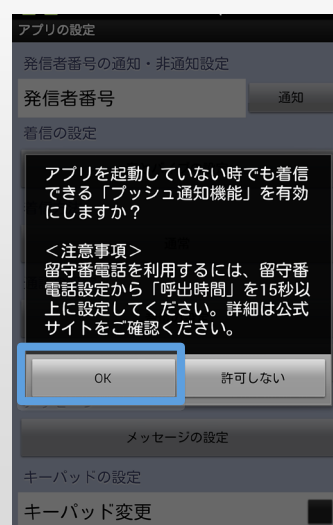 アプリの設定
発信者番号の通知・非通知設定
発信者番号
通知
着信の設定
アプリを起動していない時でも着信
できる「プッシュ通知機能」を有効
にしますか？
＜注意事項＞
留守番電話を利用するには、留守番
電話設定から「呼出時間」を15秒以
上に設定してください。詳細は公式
サイトをご確認ください。
OK
許可しない
メッセージの設定
キーパッドの設定
キーパッド変更